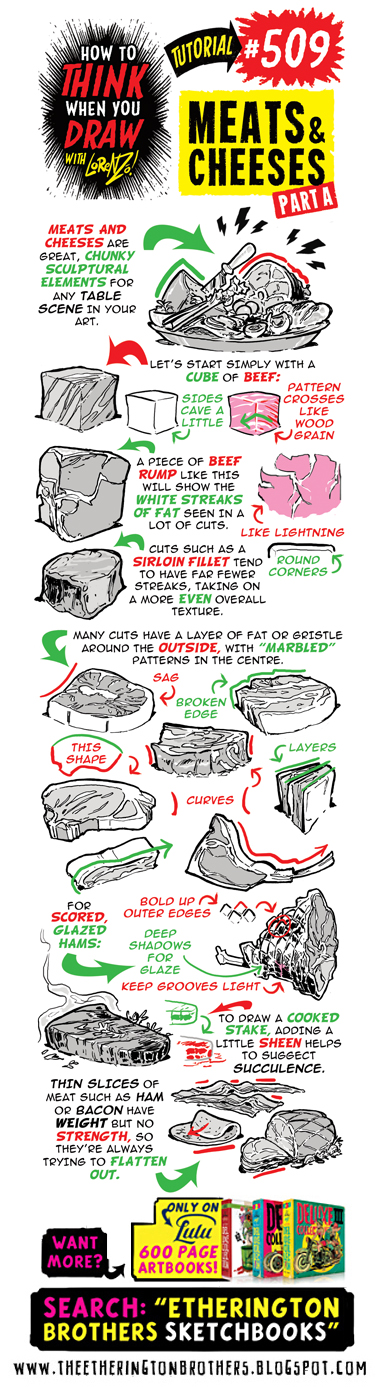 HOW TO
THINK
WHEN YOU
DRAW
WITH LORENZO!
TUTORIAL
#509
MEATS &
CHEESES
PART A
MEATS AND
CHEESES ARE
GREAT, CHUNKY
SCULPTURAL
ELEMENTS FOR
ANY TABLE
SCENE IN YOUR
ART.
LET'S START SIMPLY WITH A
CUBE OF BEEF:
SIDES
CAVE A
LITTLE
PATTERN
CROSSES
LIKE
WOOD
GRAIN
A PIECE OF BEEF
RUMP LIKE THIS
WILL SHOW THE
WHITE STREAKS
OF FAT SEEN IN A
LOT OF CUTS.
LIKE LIGHTNING
CUTS SUCH AS A
SIRLOIN FILLET TEND
TO HAVE FAR FEWER
STREAKS, TAKING ON
A MORE EVEN OVERALL
TEXTURE.
ROUND
CORNERS
MANY CUTS HAVE A LAYER OF FAT OR GRISTLE
AROUND THE OUTSIDE, WITH "MARBLED"
PATTERNS IN THE CENTRE.
SAG
BROKEN
EDGE
THIS
SHAPE
LAYERS
CURVES
FOR
SCORED,
GLAZED
HAMS:
BOLD UP
OUTER EDGES
DEEP
SHADOWS
FOR
GLAZE
KEEP GROOVES LIGHT
TO DRAW A COOKED
STAKE, ADDING A
LITTLE SHEEN HELPS
TO SUGGECT
SUCCULENCE.
THIN SLICES OF
MEAT SUCH AS HAM
OR BACON HAVE
WEIGHT BUT NO
STRENGTH, SO
THEY'RE ALWAYS
TRYING TO FLATTEN
OUT.
WANT
MORE?
ONLY ON
Lulu
600 PAGE
ARTBOOKS!
DELUXE III
SEARCH: "ETHERINGTON
BROTHERS SKETCHBOOKS"
WWW.THEETHERINGTONBROTHERS.BLOGSPOT.COM